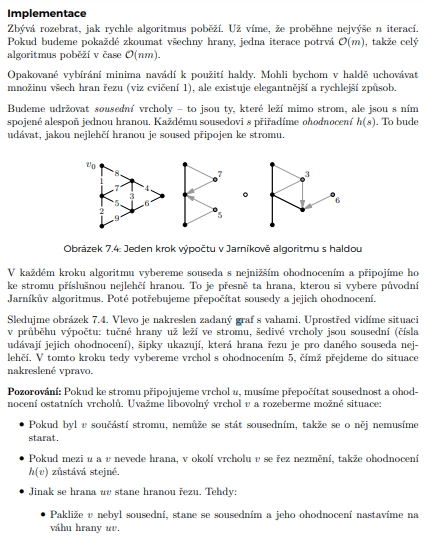 Implementace
Zbývá rozebrat, jak rychle algoritmus poběží. Už víme, že proběhne nejvýše n iterací.
Pokud budeme pokaždé zkoumat všechny hrany, jedna iterace potrvá O(m), takže celý
algoritmus poběží v čase O(nm).
Opakované vybírání minima navádí k použití haldy. Mohli bychom v haldě uchovávat
množinu všech hran řezu (viz cvičení 1), ale existuje elegantnější a rychlejší způsob.
Budeme udržovat sousední vrcholy – to jsou ty, které leží mimo strom, ale jsou s ním
spojené alespoň jednou hranou. Každému sousedovi s přiřadíme ohodnocení h(s). To bude
udávat, jakou nejlehčí hranou je soused připojen ke stromu.
v0 8 7 3
1 7 4
3 6
2 5 6
9 5
Obrázek 7.4: Jeden krok výpočtu v Jarníkově algoritmu s haldou
V každém kroku algoritmu vybereme souseda s nejnižším ohodnocením a připojíme ho
ke stromu příslušnou nejlehčí hranou. To je přesně ta hrana, kterou si vybere původní
Jarníkův algoritmus. Poté potřebujeme přepočítat sousedy a jejich ohodnocení.
Sledujme obrázek 7.4. Vlevo je nakreslen zadaný graf s vahami. Uprostřed vidíme situaci
v průběhu výpočtu: tučné hrany už leží ve stromu, šedivé vrcholy jsou sousední (čísla
udávají jejich ohodnocení), šipky ukazují, která hrana řezu je pro daného souseda nej-
lehčí. V tomto kroku tedy vybereme vrchol s ohodnocením 5, čímž přejdeme do situace
nakreslené vpravo.
Pozorování: Pokud ke stromu připojujeme vrchol u, musíme přepočítat sousednost a ohod-
nocení ostatních vrcholů. Uvažme libovolný vrchol v a rozeberme možné situace:
• Pokud byl v součástí stromu, nemůže se stát sousedním, takže se o něj nemusíme
starat.
• Pokud mezi u a v nevede hrana, v okolí vrcholu v se řez nezmění, takže ohodnocení
h(v) zůstává stejné.
• Jinak se hrana uv stane hranou řezu. Tehdy:
• Pakliže v nebyl sousední, stane se sousedním a jeho ohodnocení nastavíme na
váhu hrany uv.